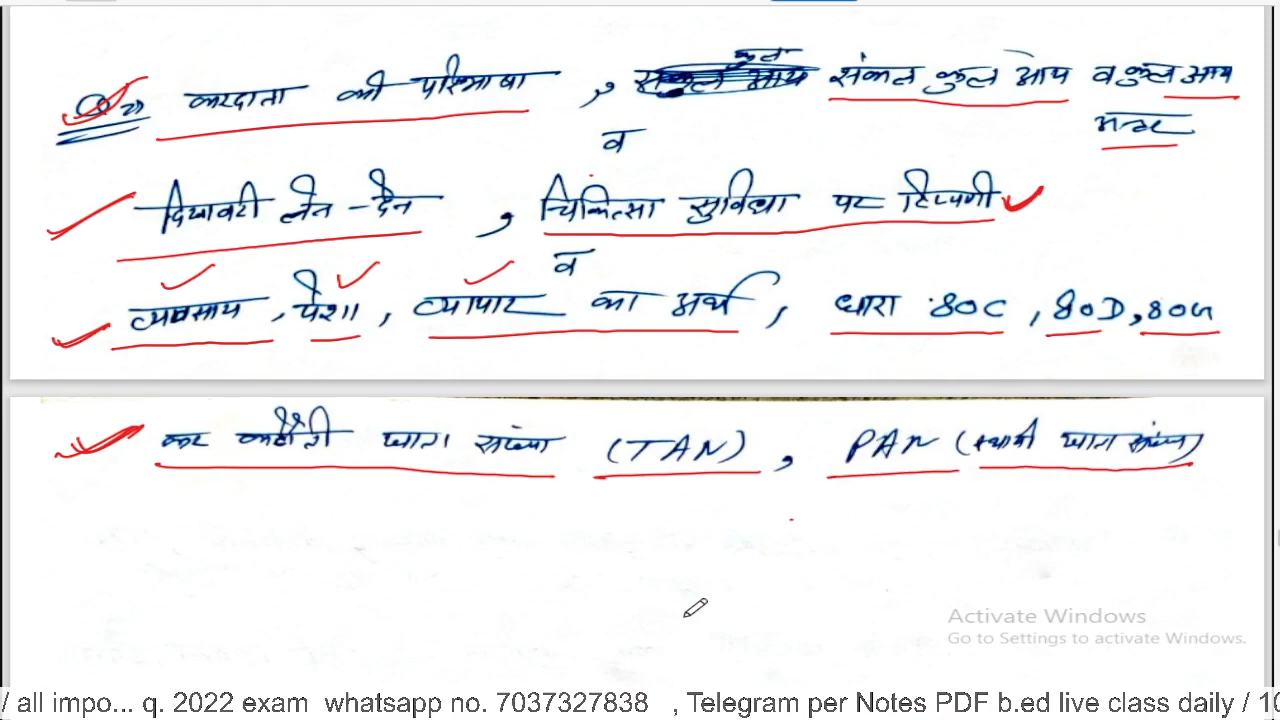 Q → करदाता की परिभाषा , संकल कुल आय व कुल आय
अन्तर
व
दिखावटी लेन - देन , चिकित्सा सुविधा पर टिप्पणी
व
व्यवसाय , पेशा , व्यापार का अर्थ , धारा 80C , 80D, 80G
कर कटौती खाता संख्या (TAN) , PAN (स्थायी खाता संख्या)
Activate Windows
Go to Settings to activate Windows.
/ all impo... q. 2022 exam whatsapp no. 7037327838 , Telegram per Notes PDF b.ed live class daily / 10